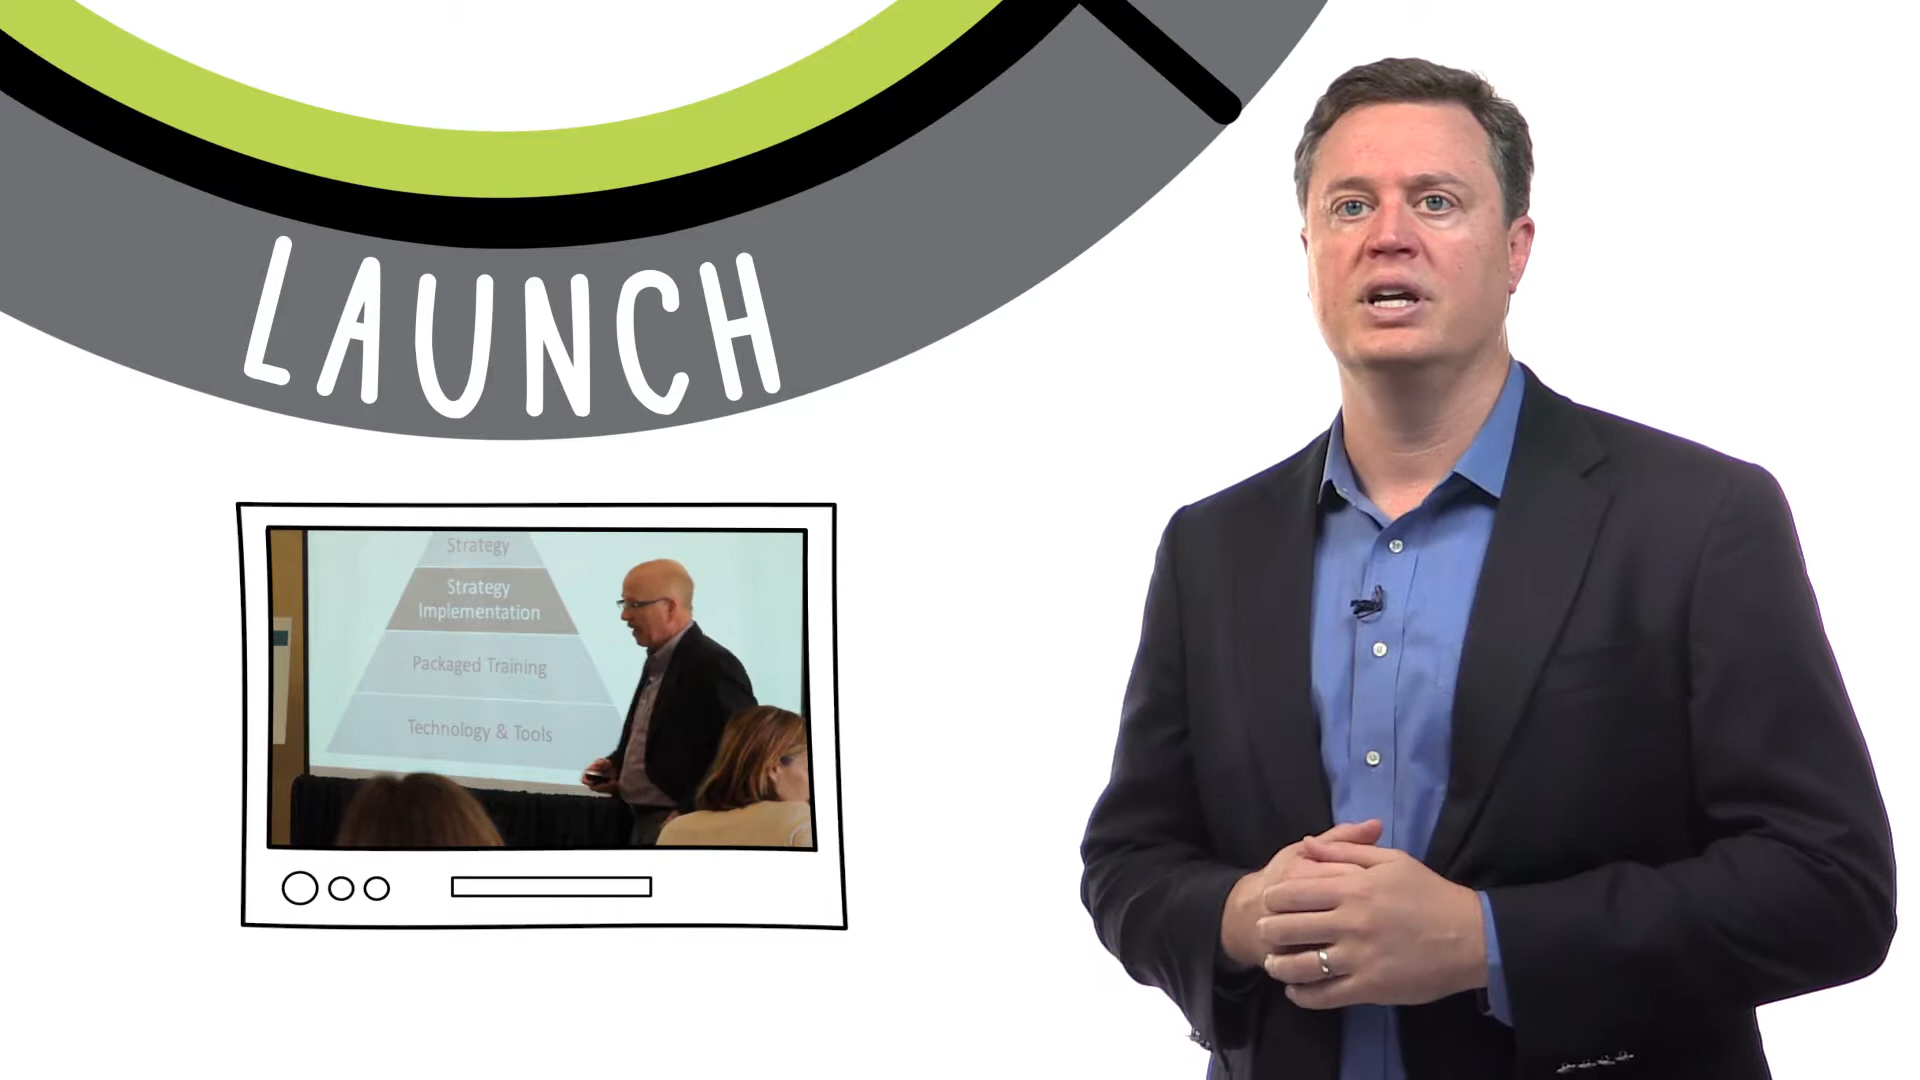 LAUNCH
Strategy
Strategy
Implementation
Packaged Training
Technology & Tools